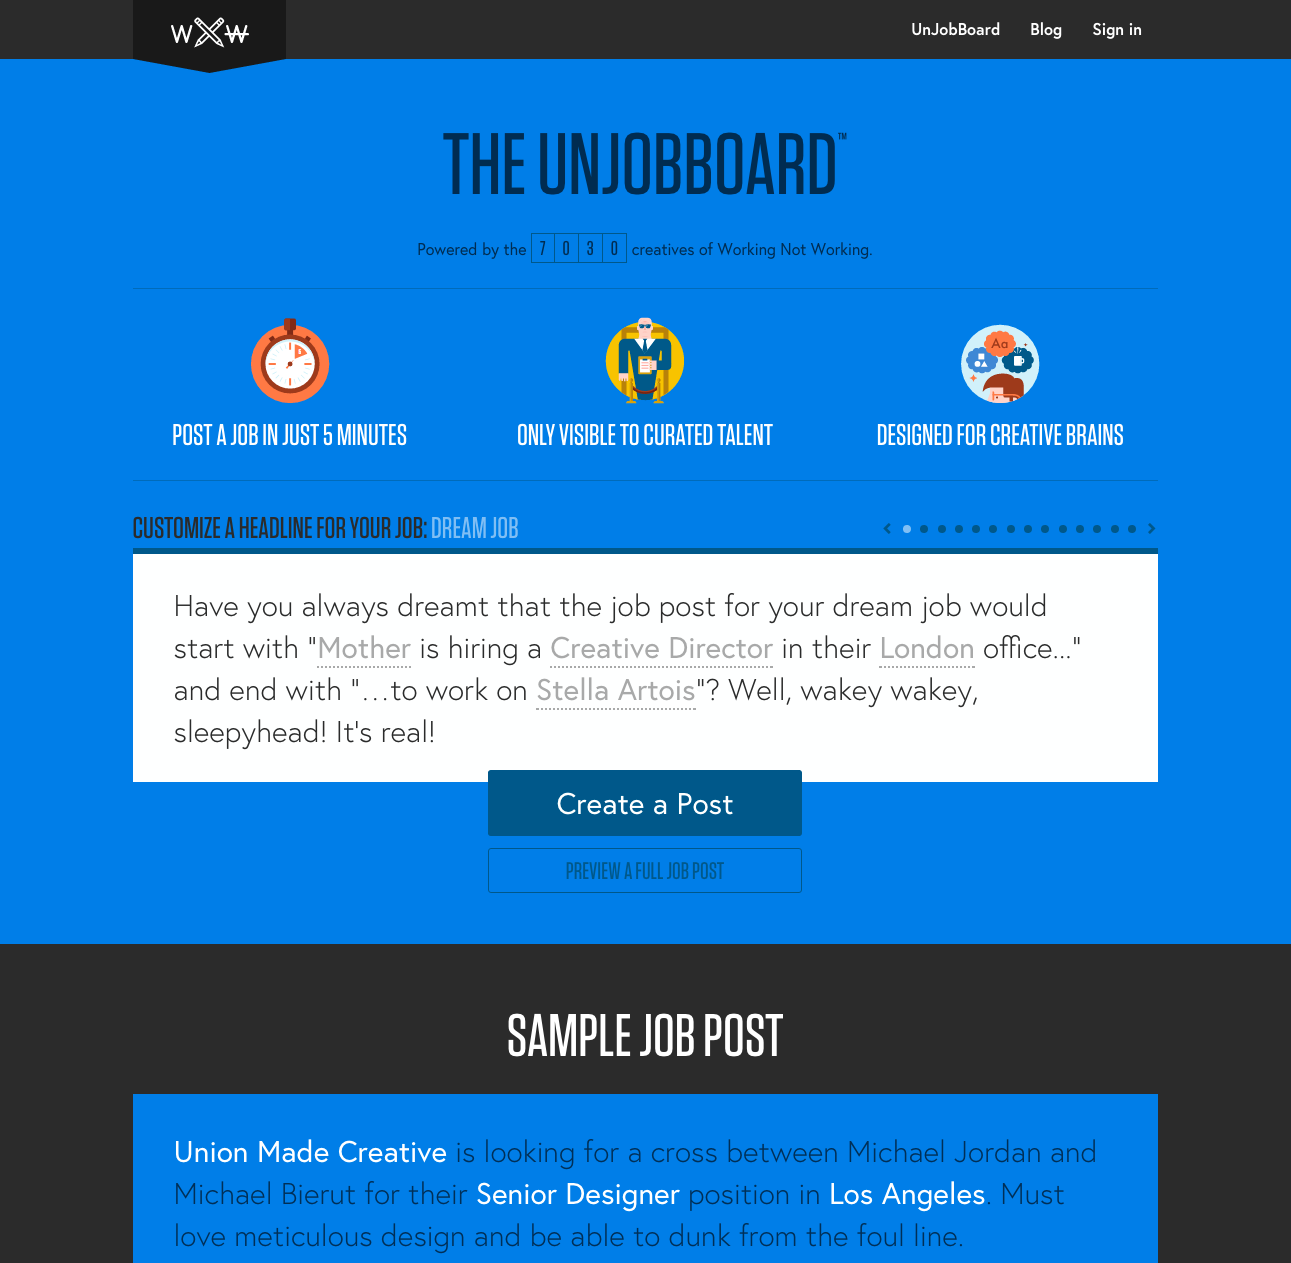 W W
UnJobBoard Blog Sign in
THE UNJOBBOARD™
Powered by the 7 0 3 0 creatives of Working Not Working.
Aa
POST A JOB IN JUST 5 MINUTES
ONLY VISIBLE TO CURATED TALENT
DESIGNED FOR CREATIVE BRAINS
CUSTOMIZE A HEADLINE FOR YOUR JOB: DREAM JOB
Have you always dreamt that the job post for your dream job would
start with "Mother is hiring a Creative Director in their London office..."
and end with "…to work on Stella Artois"? Well, wakey wakey,
sleepyhead! It's real!
Create a Post
PREVIEW A FULL JOB POST
SAMPLE JOB POST
Union Made Creative is looking for a cross between Michael Jordan and
Michael Bierut for their Senior Designer position in Los Angeles. Must
love meticulous design and be able to dunk from the foul line.